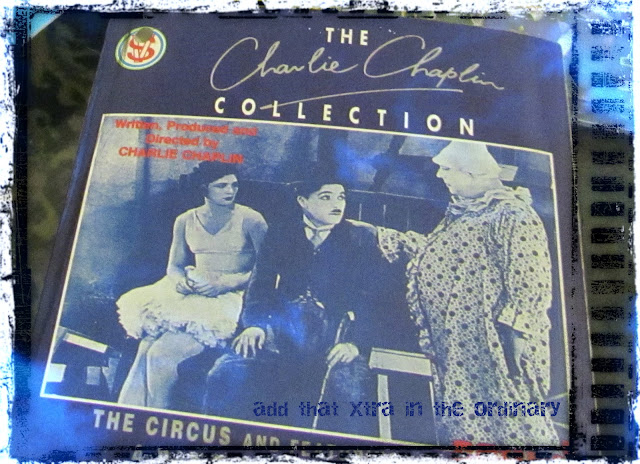 THE
Charlie Chaplin
COLLECTION
Written, Produced and
Directed by
CHARLIE CHAPLIN
add that xtra in the ordinary
THE CIRCUS AND